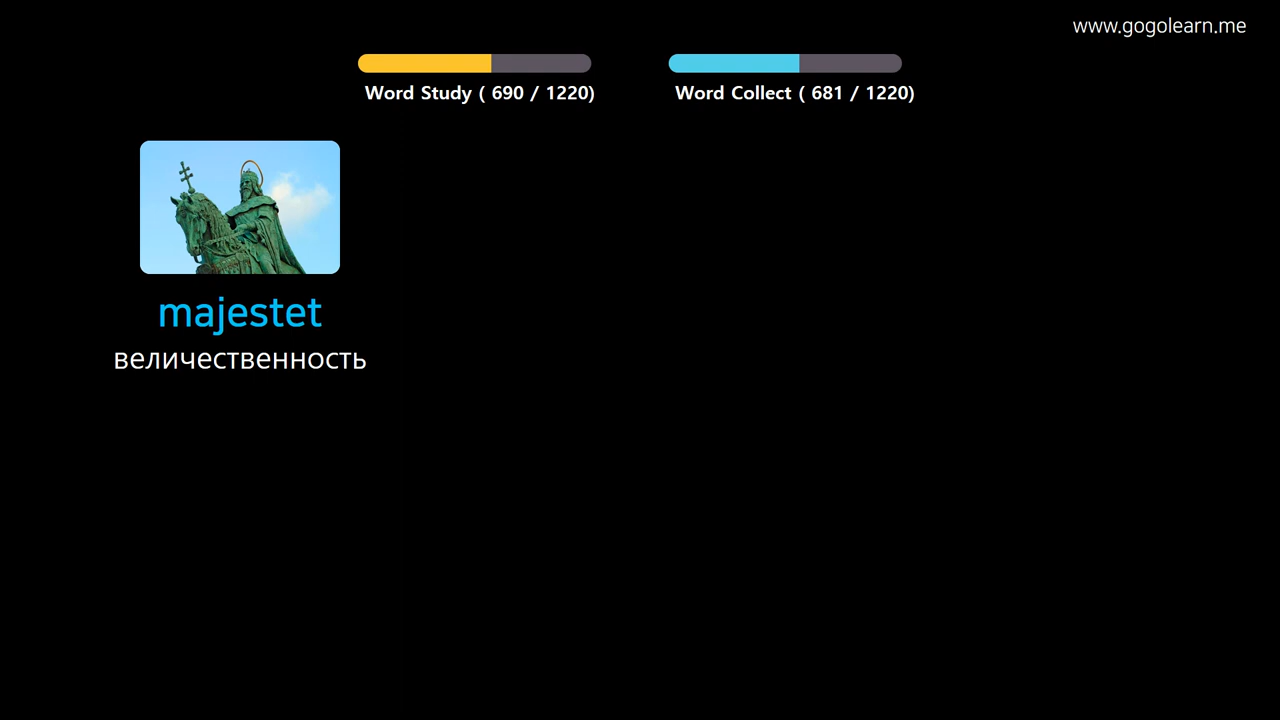 www.gogolearn.me
Word Study ( 690 / 1220)
Word Collect ( 681 / 1220)
majestet
величественность